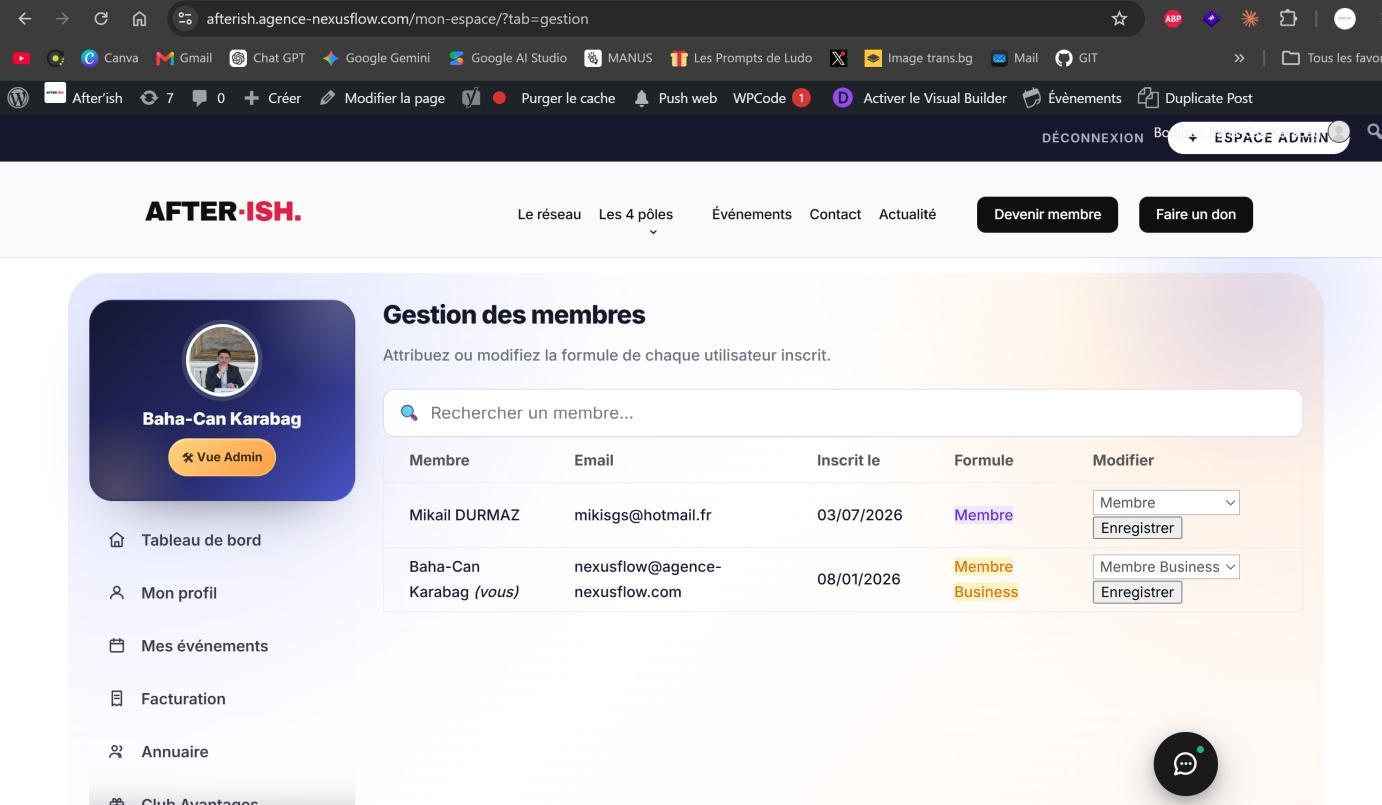 afterish.agence-nexusflow.com/mon-espace/?tab=gestion
ABP
Canva Gmail Chat GPT Google Gemini Google AI Studio MANUS Les Prompts de Ludo Image trans.bg Mail GIT » Tous les favo
After'ish 7 0 Créer Modifier la page Purger le cache Push web WPCode 1 D Activer le Visual Builder Évènements Duplicate Post
DÉCONNEXION ESPACE ADMIN
AFTER·ISH.
Le réseau Les 4 pôles Événements Contact Actualité Devenir membre Faire un don
Baha-Can Karabag
Vue Admin
Tableau de bord
Mon profil
Mes événements
Facturation
Annuaire
Club Avantages
Gestion des membres
Attribuez ou modifiez la formule de chaque utilisateur inscrit.
Rechercher un membre...
Membre Email Inscrit le Formule Modifier
Mikail DURMAZ mikisgs@hotmail.fr 03/07/2026 Membre Membre
Enregistrer
Baha-Can Karabag (vous) nexusflow@agence-nexusflow.com 08/01/2026 Membre Business Membre Business
Enregistrer